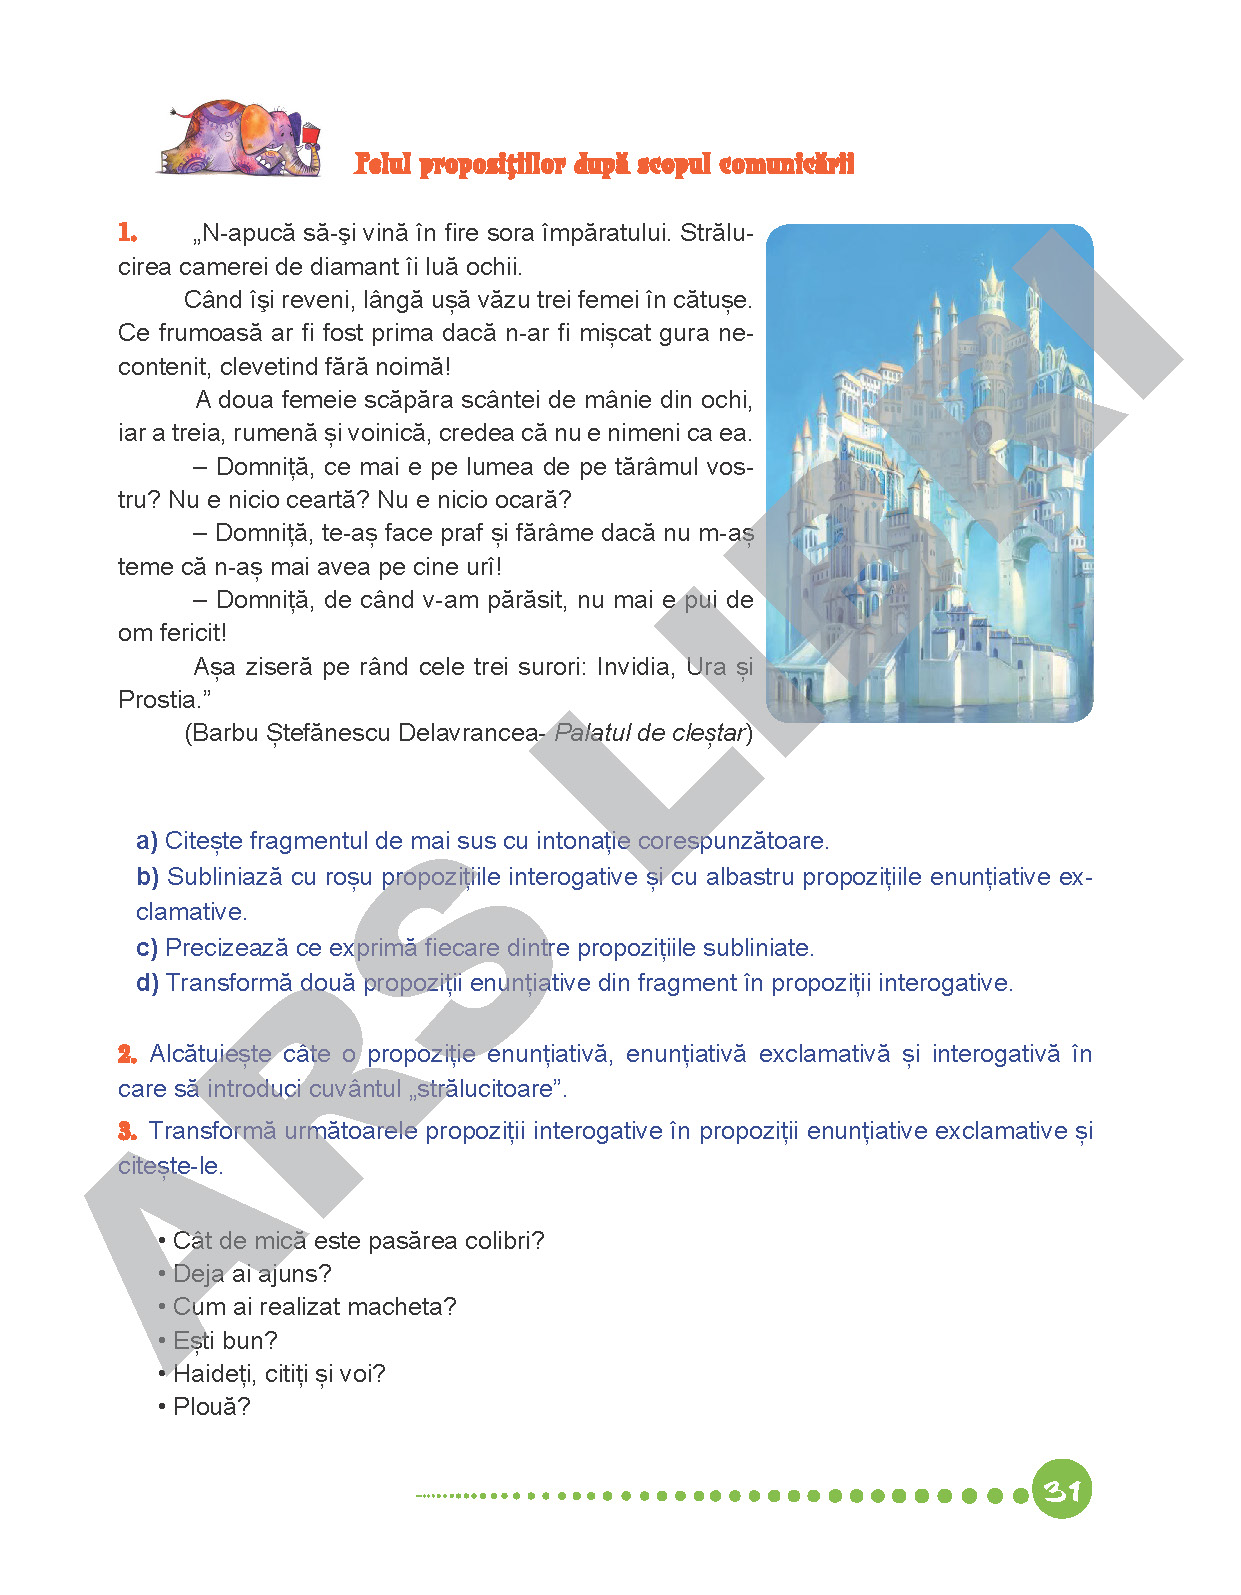 Felul propozițiilor după scopul comunicării
1. „N-apucă să-şi vină în fire sora împăratului. Strălu-
cirea camerei de diamant îi luă ochii.
Când îşi reveni, lângă ușă văzu trei femei în cătușe.
Ce frumoasă ar fi fost prima dacă n-ar fi mișcat gura ne-
contenit, clevetind fără noimă!
A doua femeie scăpăra scântei de mânie din ochi,
iar a treia, rumenă și voinică, credea că nu e nimeni ca ea.
– Domniță, ce mai e pe lumea de pe tărâmul vos-
tru? Nu e nicio ceartă? Nu e nicio ocară?
– Domniță, te-aș face praf și fărâme dacă nu m-aș
teme că n-aș mai avea pe cine urî!
– Domniță, de când v-am părăsit, nu mai e pui de
om fericit!
Așa ziseră pe rând cele trei surori: Invidia, Ura și
Prostia.”
(Barbu Ștefănescu Delavrancea- Palatul de cleștar)
a) Citește fragmentul de mai sus cu intonație corespunzătoare.
b) Subliniază cu roșu propozițiile interogative și cu albastru propozițiile enunțiative ex-
clamative.
c) Precizează ce exprimă fiecare dintre propozițiile subliniate.
d) Transformă două propoziții enunțiative din fragment în propoziții interogative.
2. Alcătuiește câte o propoziție enunțiativă, enunțiativă exclamativă și interogativă în
care să introduci cuvântul „strălucitoare”.
3. Transformă următoarele propoziții interogative în propoziții enunțiative exclamative și
citește-le.
• Cât de mică este pasărea colibri?
• Deja ai ajuns?
• Cum ai realizat macheta?
• Ești bun?
• Haideți, citiți și voi?
• Plouă?
31
ARS LIBRI